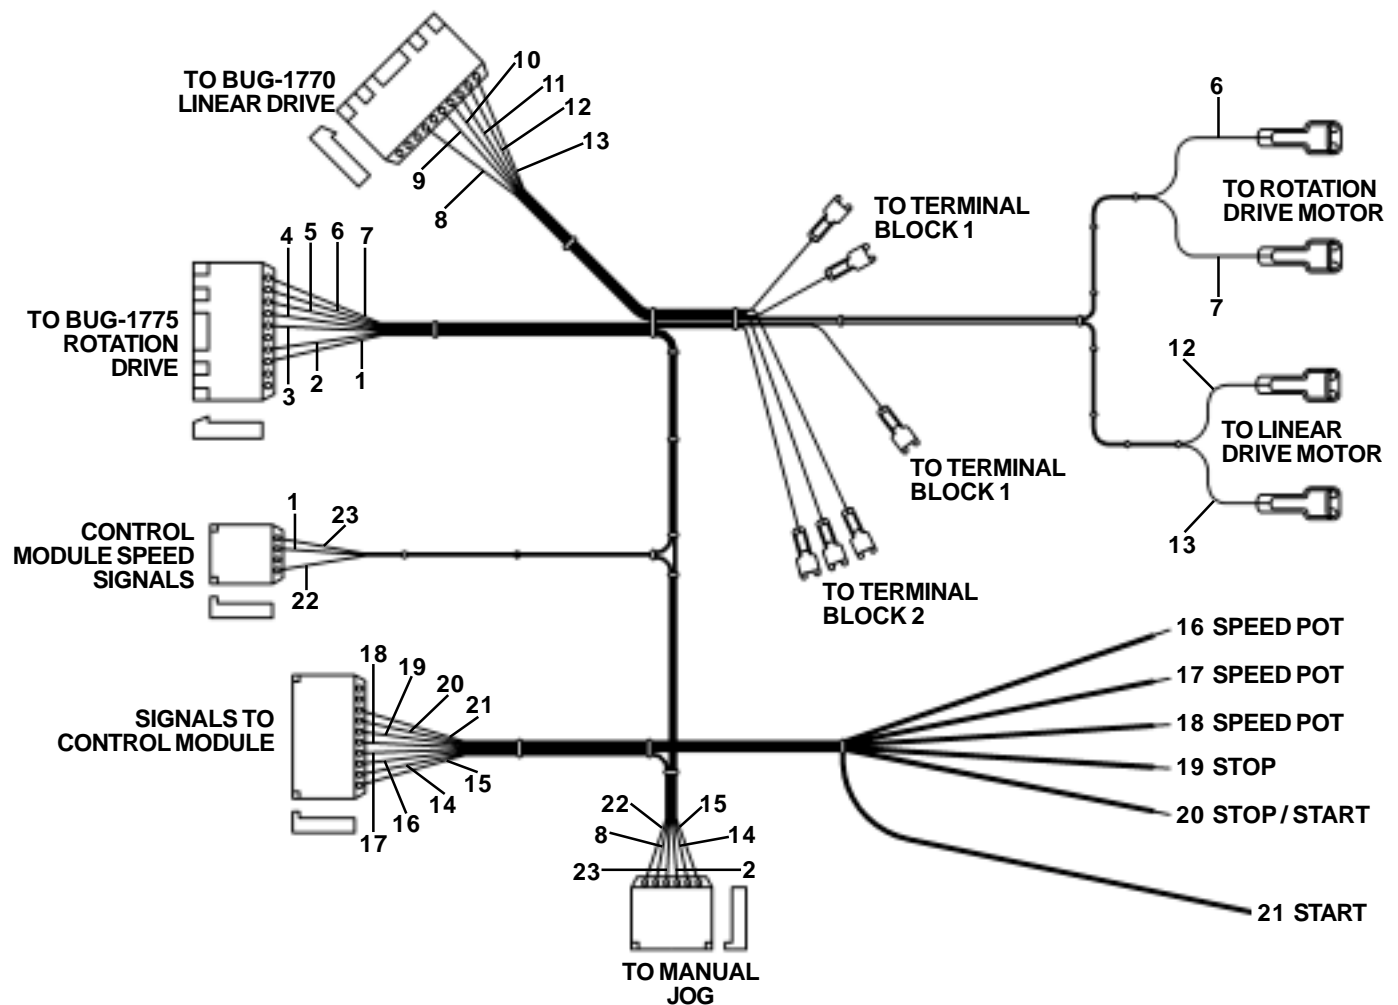 TO BUG-1770
LINEAR DRIVE
10
11
12
13
9
8
6
TO ROTATION
DRIVE MOTOR
7
TO TERMINAL
BLOCK 1
4
5
6
7
TO BUG-1775
ROTATION
DRIVE
3
2
1
12
TO LINEAR
DRIVE MOTOR
13
TO TERMINAL
BLOCK 1
TO TERMINAL
BLOCK 2
CONTROL
MODULE SPEED
SIGNALS
1
23
22
SIGNALS TO
CONTROL MODULE
18
19
20
21
15
14
16
17
16 SPEED POT
17 SPEED POT
18 SPEED POT
19 STOP
20 STOP / START
21 START
22
15
8
14
23
2
TO MANUAL
JOG